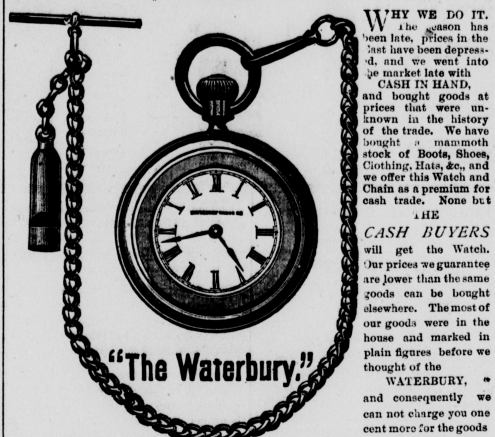 "The Waterbury."
WHY WE DO IT.
The season has
been late, prices in the
last have been depress-
ed, and we went into
the market late with
CASH IN HAND,
and bought goods at
prices that were un-
known in the history
of the trade. We have
bought a mammoth
stock of Boots, Shoes,
Clothing, Hats, &c., and
we offer this Watch and
Chain as a premium for
cash trade. None but
THE
CASH BUYERS
will get the Watch.
Our prices we guarantee
are lower than the same
goods can be bought
elsewhere. The most of
our goods were in the
house and marked in
plain figures before we
thought of the
WATERBURY,
and consequently we
can not charge you one
cent more for the goods